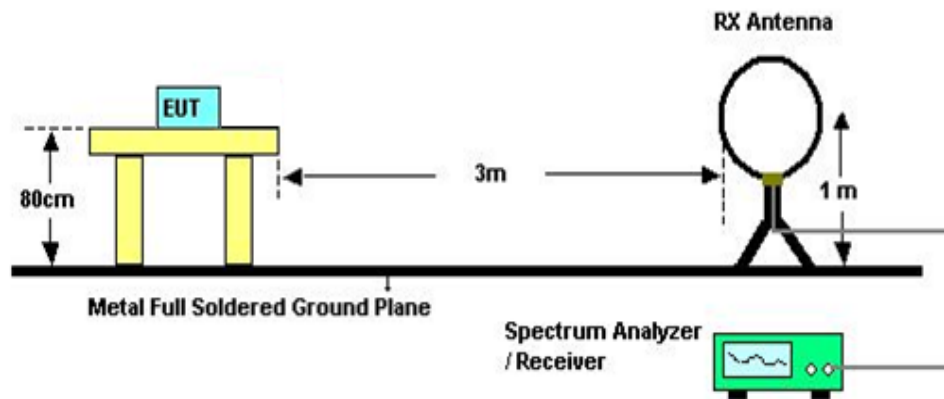 RX Antenna
EUT
80cm
3m
1 m
Metal Full Soldered Ground Plane
Spectrum Analyzer
/ Receiver